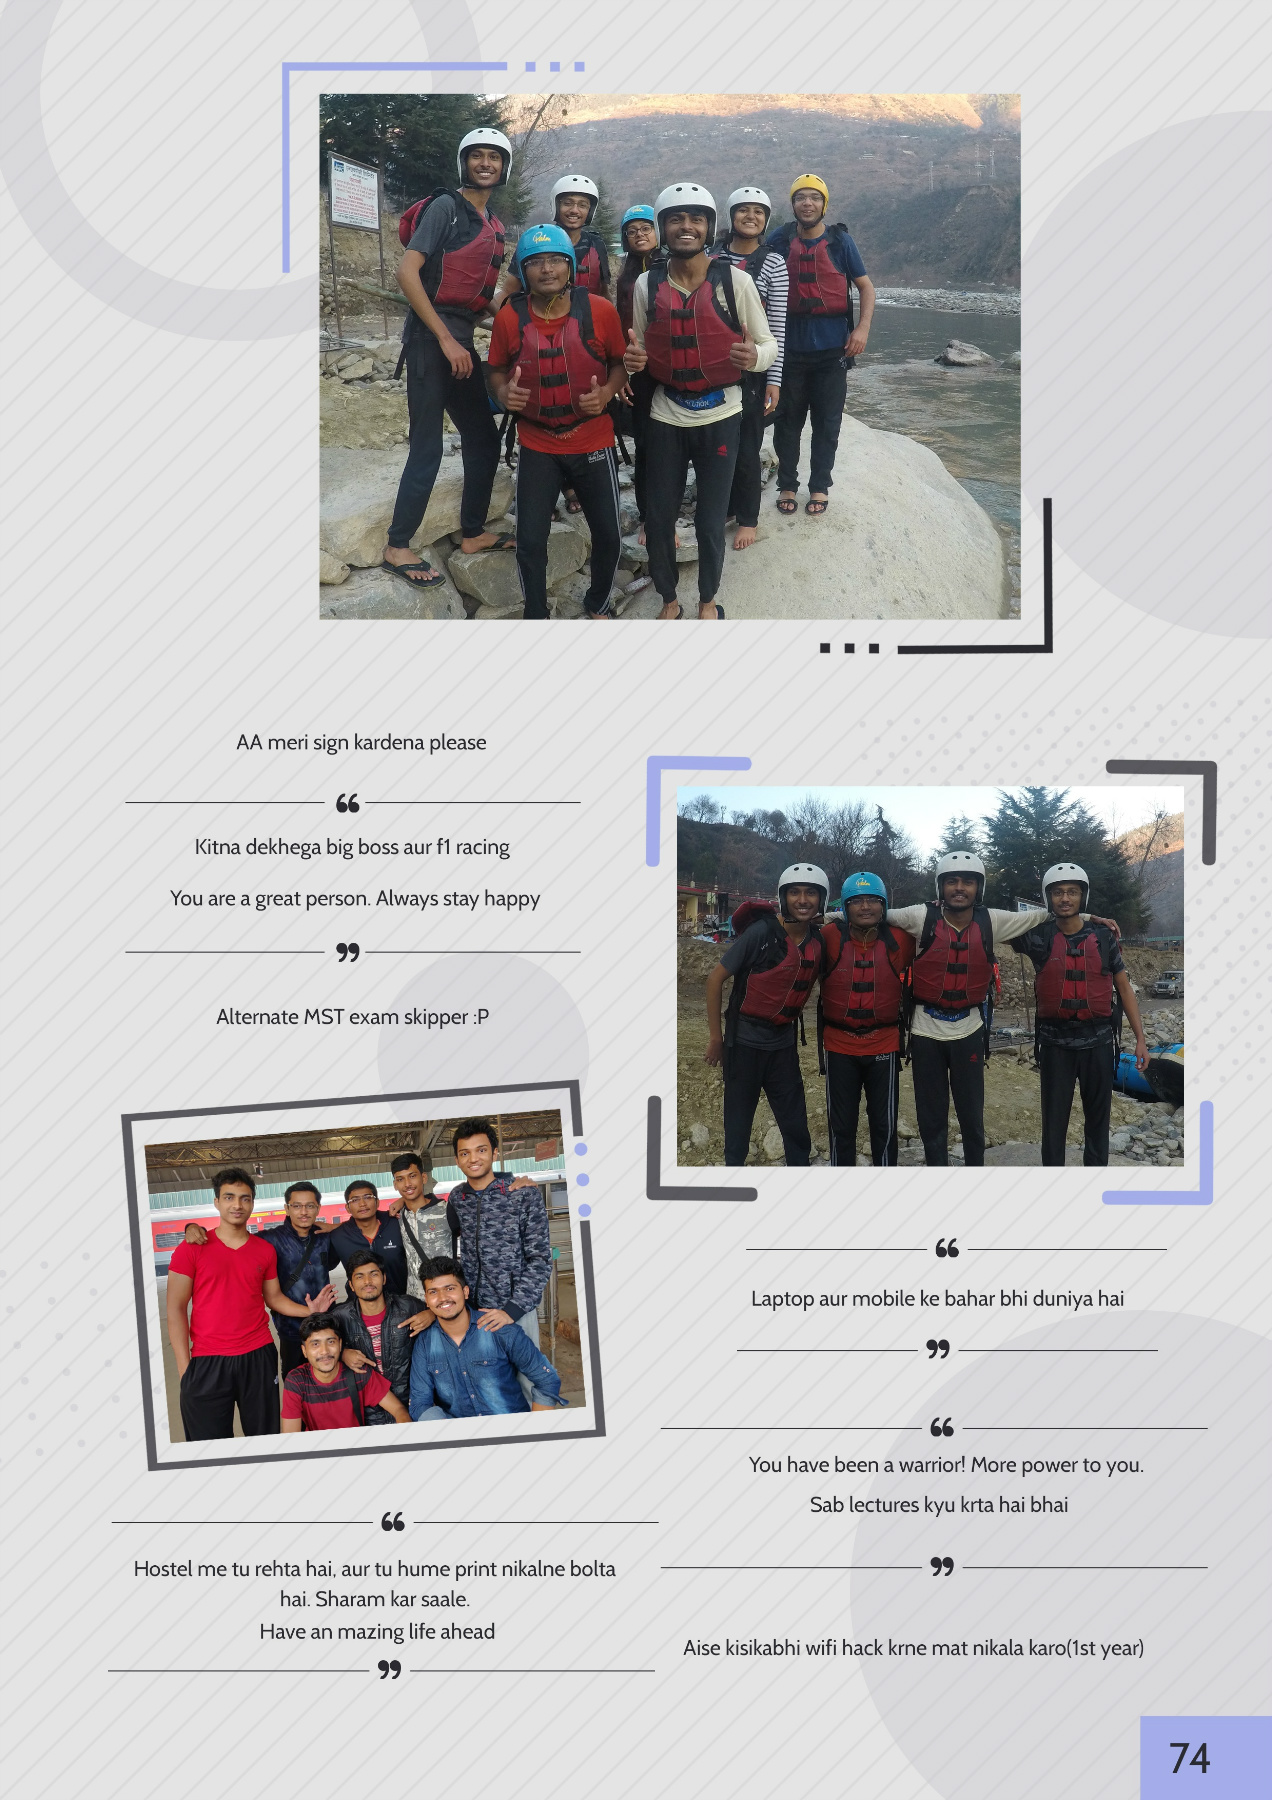 AA meri sign kardena please
Kitna dekhega big boss aur f1 racing
You are a great person. Always stay happy
Alternate MST exam skipper :P
Laptop aur mobile ke bahar bhi duniya hai
You have been a warrior! More power to you.
Sab lectures kyu krta hai bhai
Hostel me tu rehta hai, aur tu hume print nikalne bolta
hai. Sharam kar saale.
Have an mazing life ahead
Aise kisikabhi wifi hack krne mat nikala karo(1st year)
74